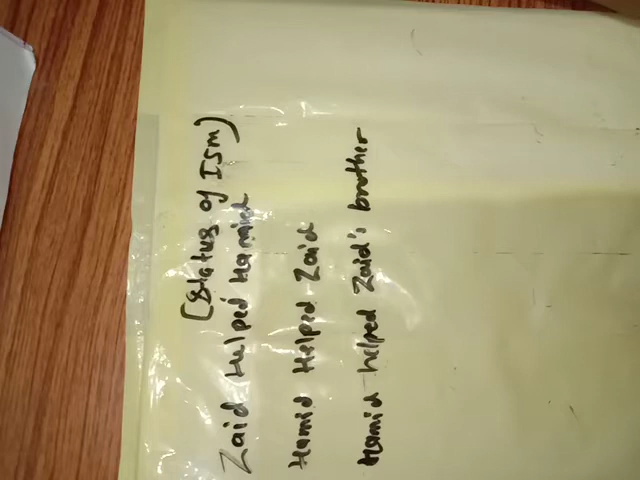 (Status of Ism)
Zaid Helped Hamid
Hamid Helped Zaid
Hamid helped Zaid's brother